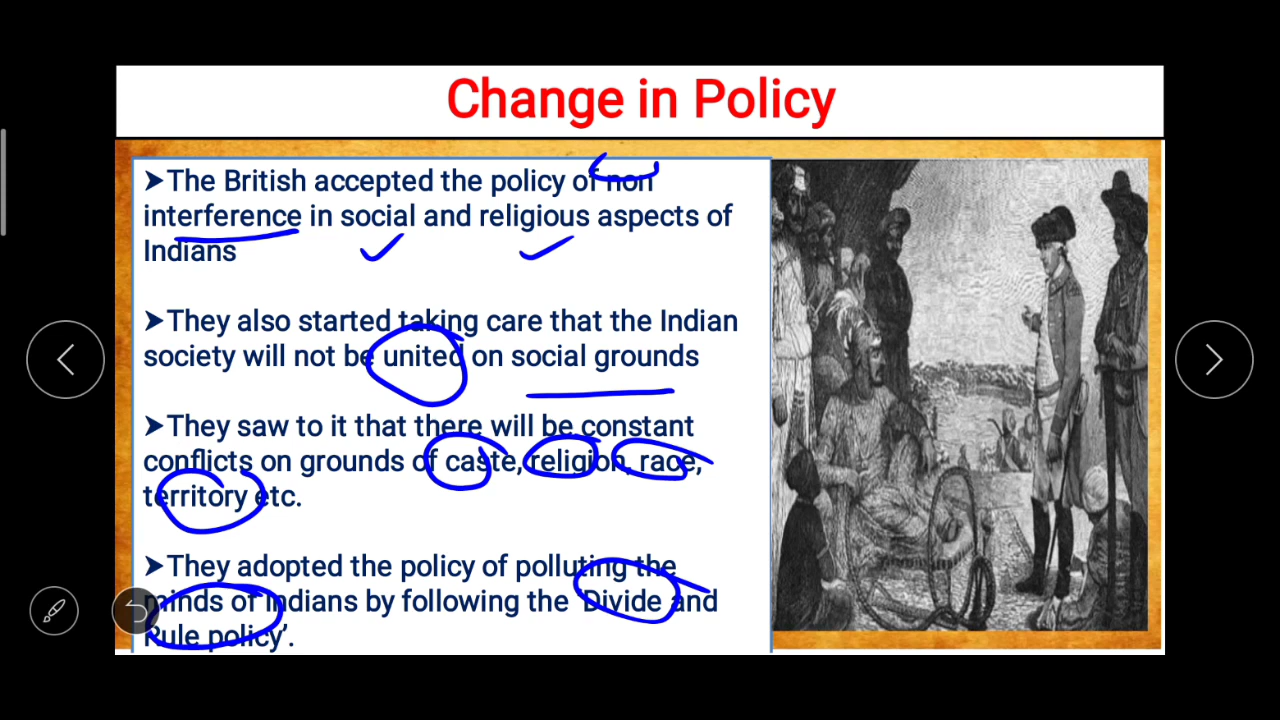 Change in Policy
➤The British accepted the policy of non
interference in social and religious aspects of
Indians
➤They also started taking care that the Indian
society will not be united on social grounds
➤They saw to it that there will be constant
conflicts on grounds of caste, religion, race,
territory etc.
➤They adopted the policy of polluting the
minds of Indians by following the 'Divide and
Rule policy'.